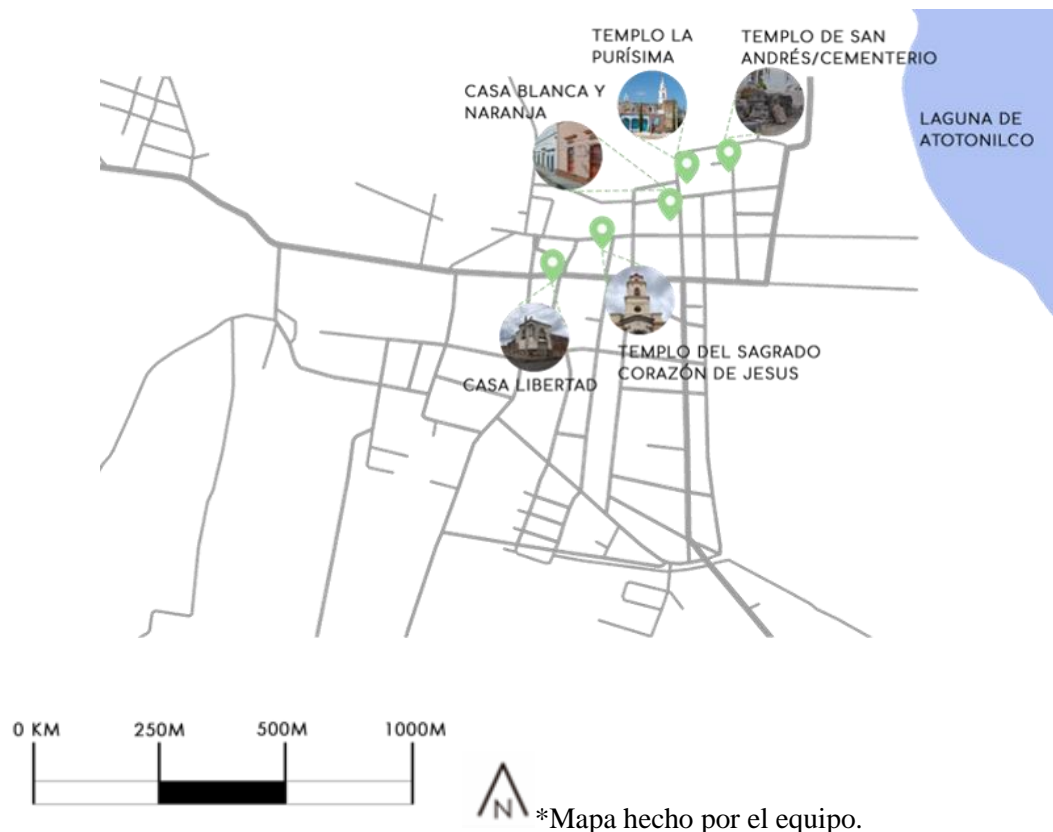 TEMPLO LA
PURÍSIMA
TEMPLO DE SAN
ANDRÉS/CEMENTERIO
CASA BLANCA Y
NARANJA
LAGUNA DE
ATOTONILCO
TEMPLO DEL SAGRADO
CORAZÓN DE JESUS
CASA LIBERTAD
0 KM 250M 500M 1000M
N
*Mapa hecho por el equipo.